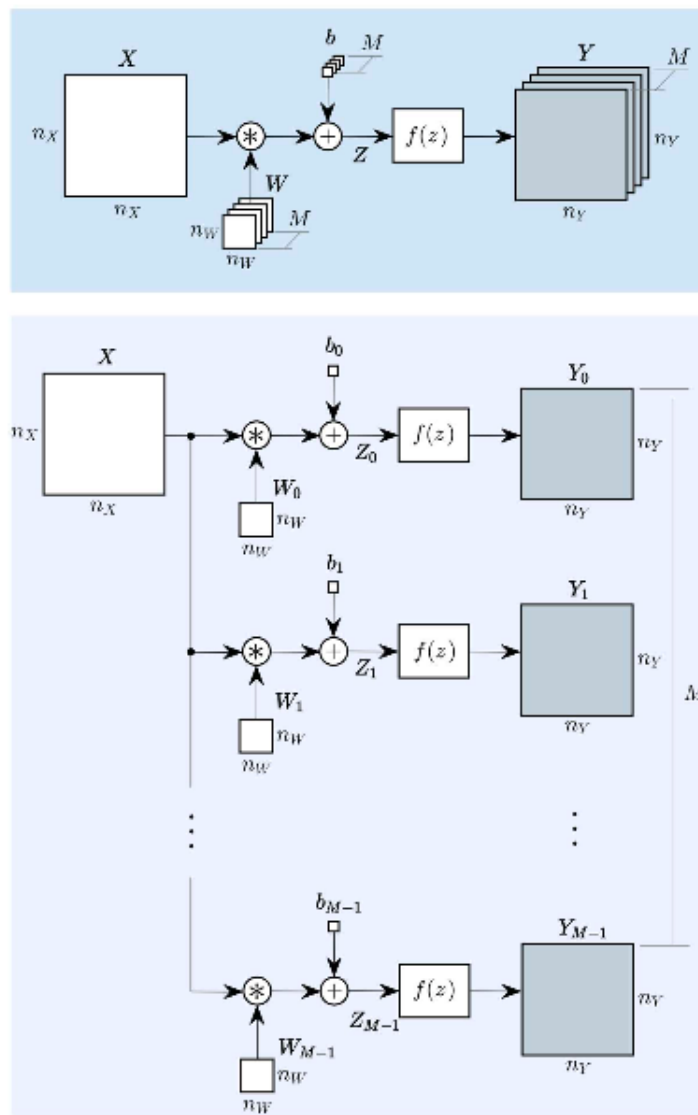 b M
X Y M
n_X n_Y
Z f(z)
W
n_X n_W M n_Y
n_W
X b_0 Y_0
n_X f(z) n_Y
Z_0
W_0
n_X n_W n_Y
n_W
b_1 Y_1
f(z) n_Y
Z_1
M
W_1
n_W n_Y
n_W
⋮ ⋮
b_{M-1} Y_{M-1}
f(z) n_Y
Z_{M-1}
W_{M-1}
n_W n_Y
n_W